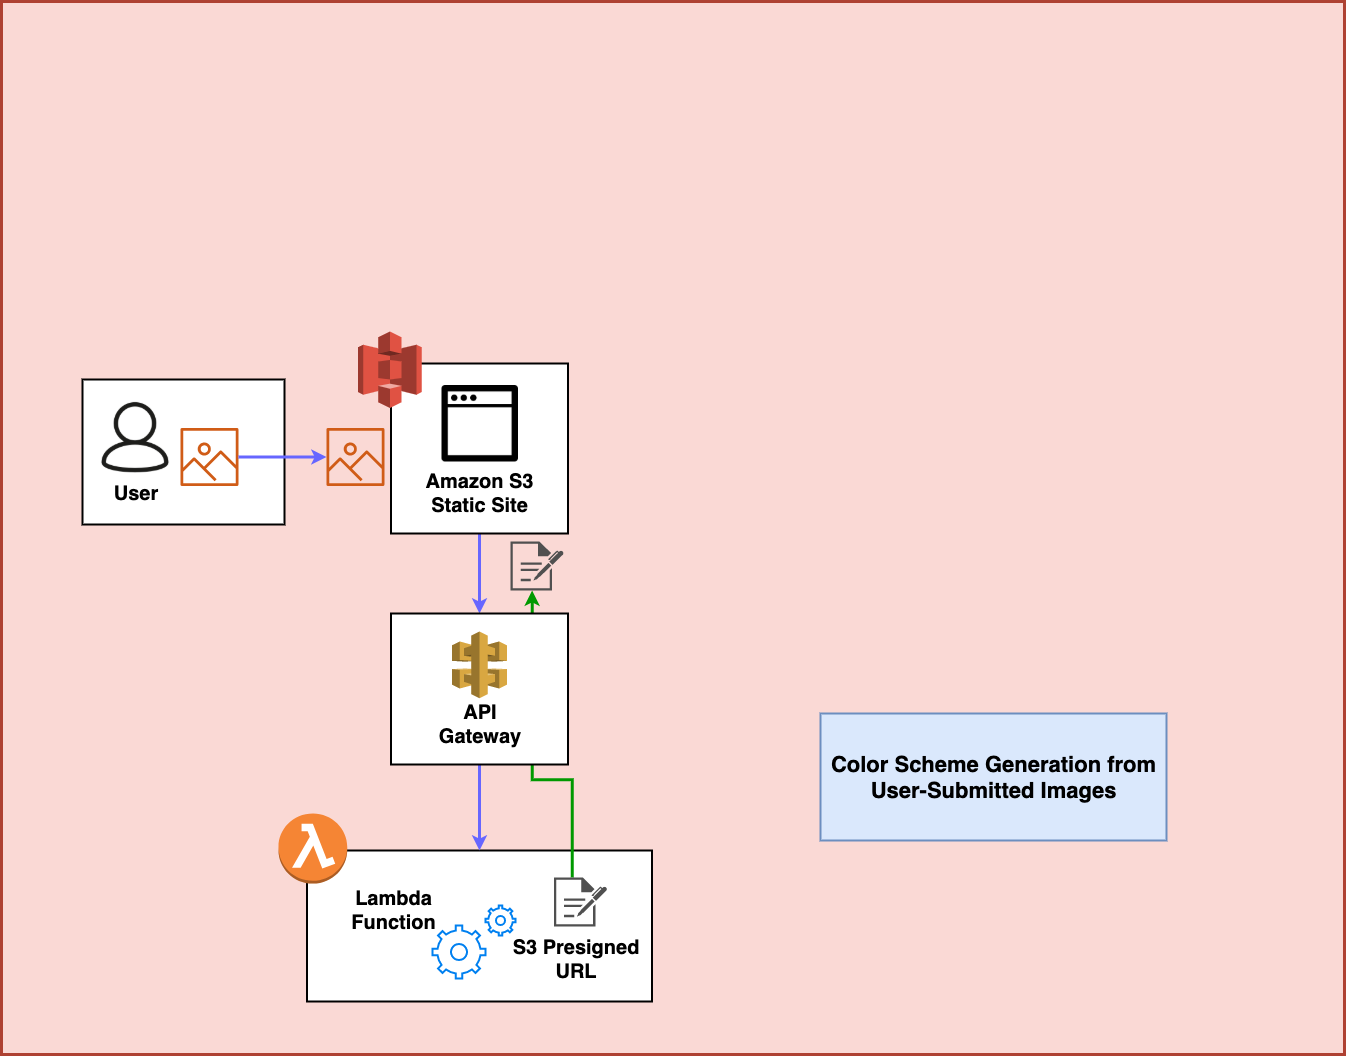 User
Amazon S3
Static Site
API
Gateway
Color Scheme Generation from
User-Submitted Images
λ
Lambda
Function
S3 Presigned
URL